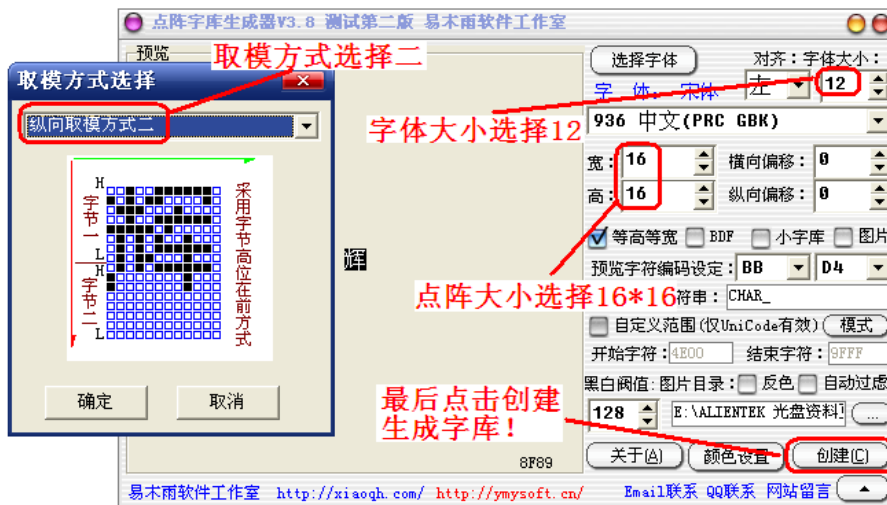 点阵字库生成器V3.8 测试第二版 易木雨软件工作室
预览
取模方式选择二
取模方式选择
纵向取模方式二
H
字节一
L
H
字节二
L
采用字节高位在前方式
确定
取消
辉
8F89
选择字体
对齐:字体大小:
字 体: 宋体
左
12
字体大小选择12
936 中文(PRC GBK)
宽: 16
横向偏移: 0
高: 16
纵向偏移: 0
等高等宽
BDF
小字库
图片
预览字符编码设定: BB D4
点阵大小选择16*16
符串: CHAR_
自定义范围(仅UniCode有效)
模式
开始字符: 4E00
结束字符: 9FFF
黑白阀值: 图片目录:
反色
自动过虑
128
E:\ALIENTEK 光盘资料
...
最后点击创建
生成字库!
关于(A)
颜色设置
创建(C)
易木雨软件工作室 http://xiaoqh.com/ http://ymysoft.cn/
Email联系 QQ联系 网站留言